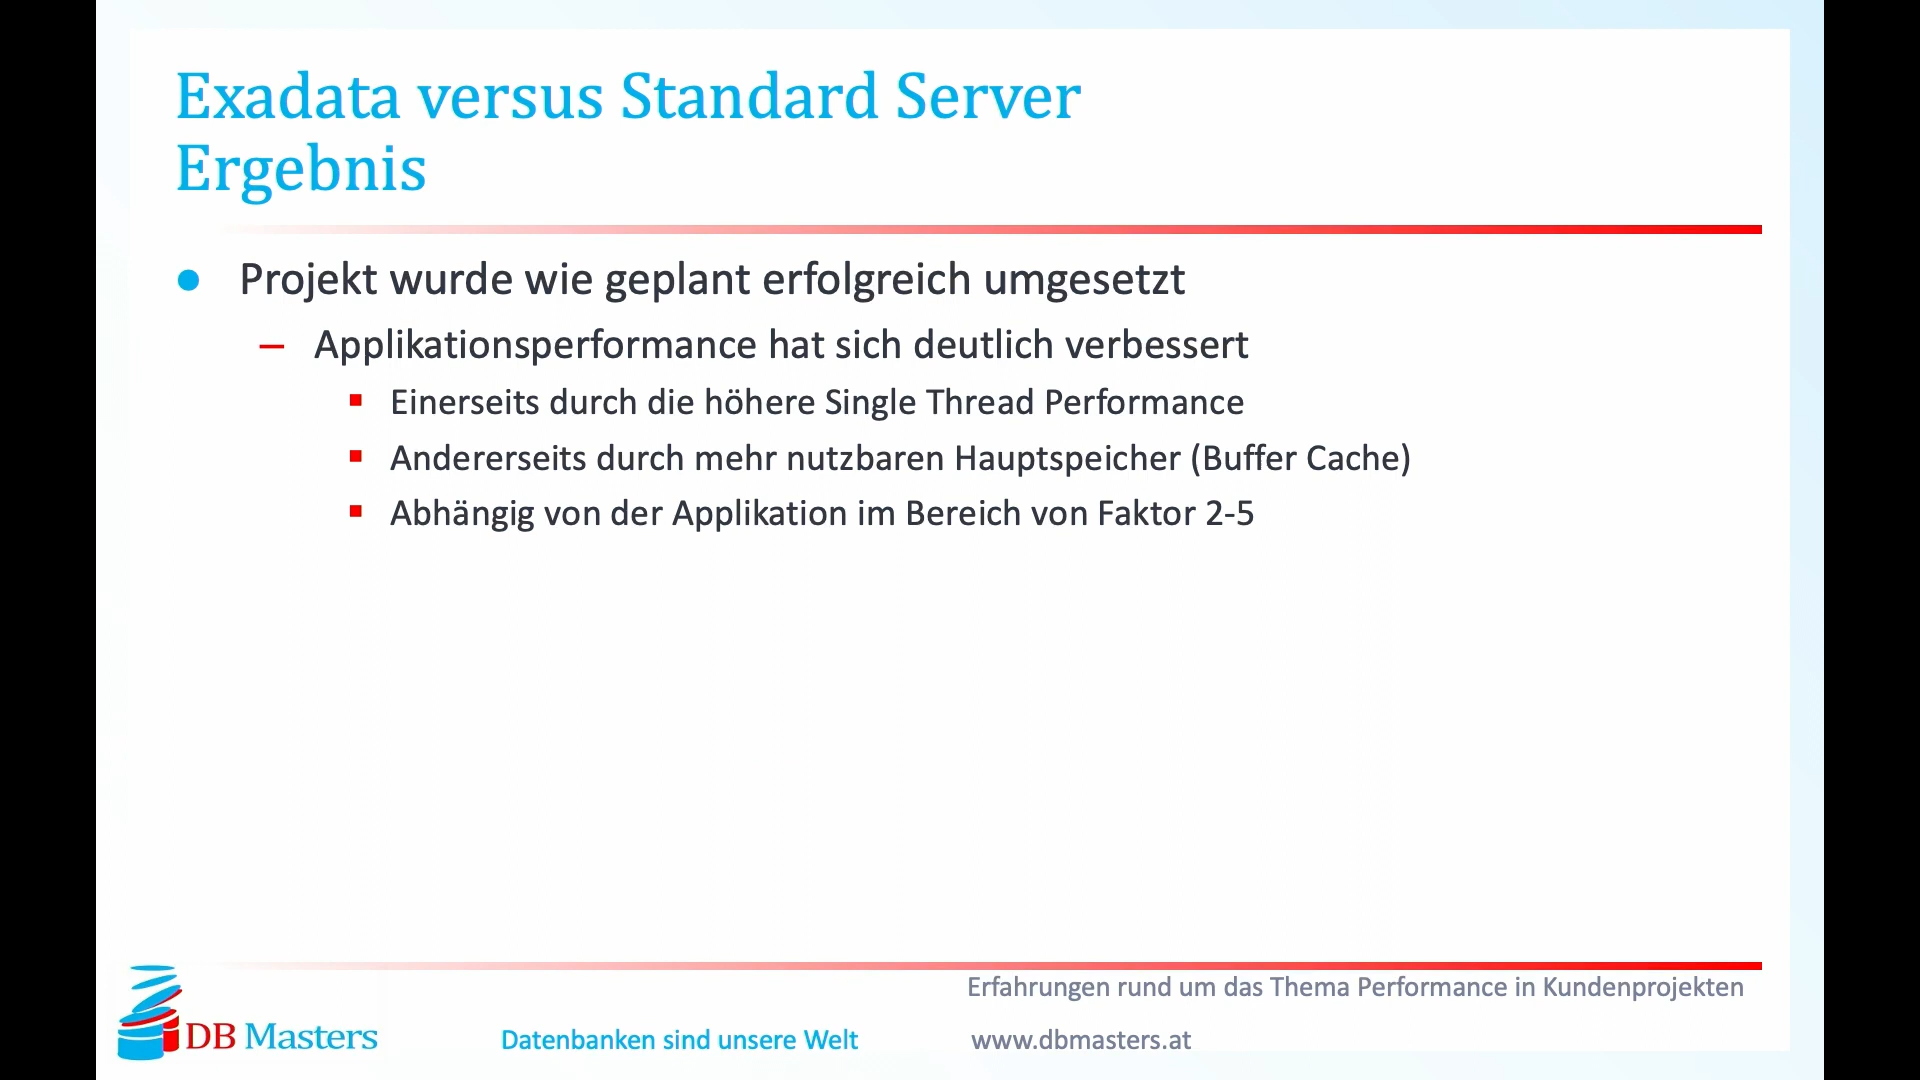 Exadata versus Standard Server
Ergebnis
● Projekt wurde wie geplant erfolgreich umgesetzt
– Applikationsperformance hat sich deutlich verbessert
▪ Einerseits durch die höhere Single Thread Performance
▪ Andererseits durch mehr nutzbaren Hauptspeicher (Buffer Cache)
▪ Abhängig von der Applikation im Bereich von Faktor 2-5
Erfahrungen rund um das Thema Performance in Kundenprojekten
DB Masters
Datenbanken sind unsere Welt
www.dbmasters.at